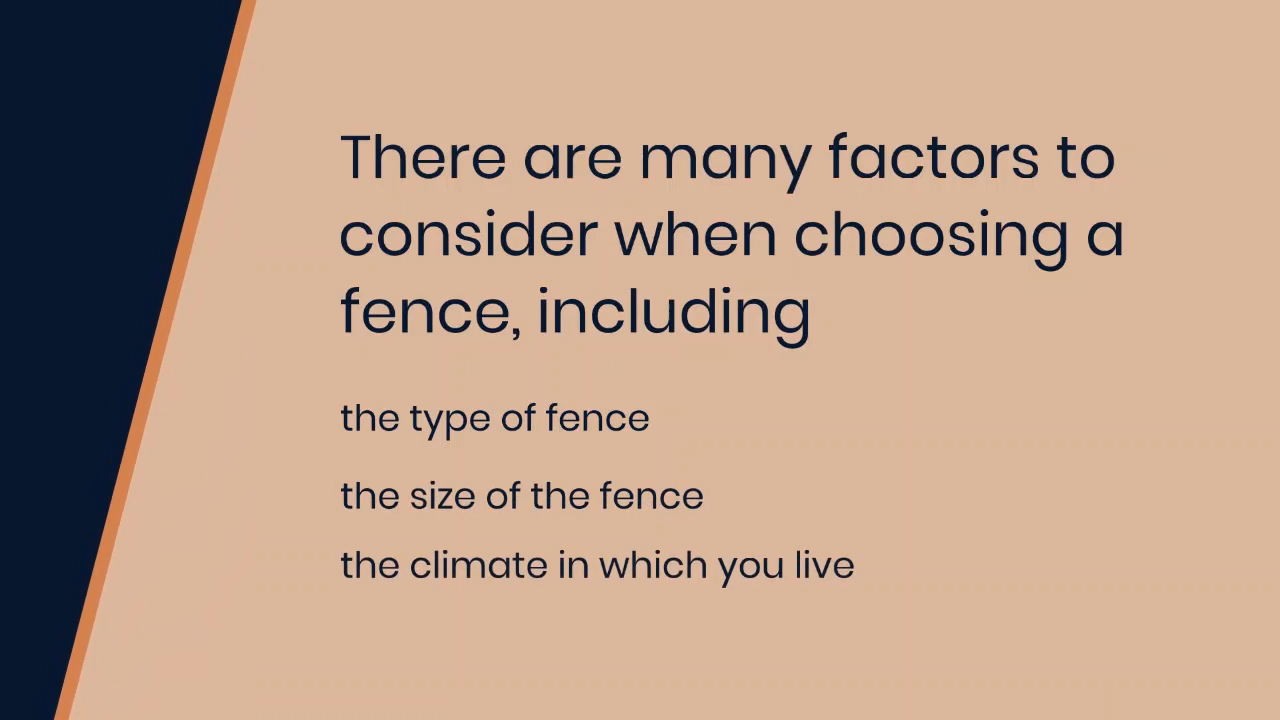 There are many factors to
consider when choosing a
fence, including
the type of fence
the size of the fence
the climate in which you live